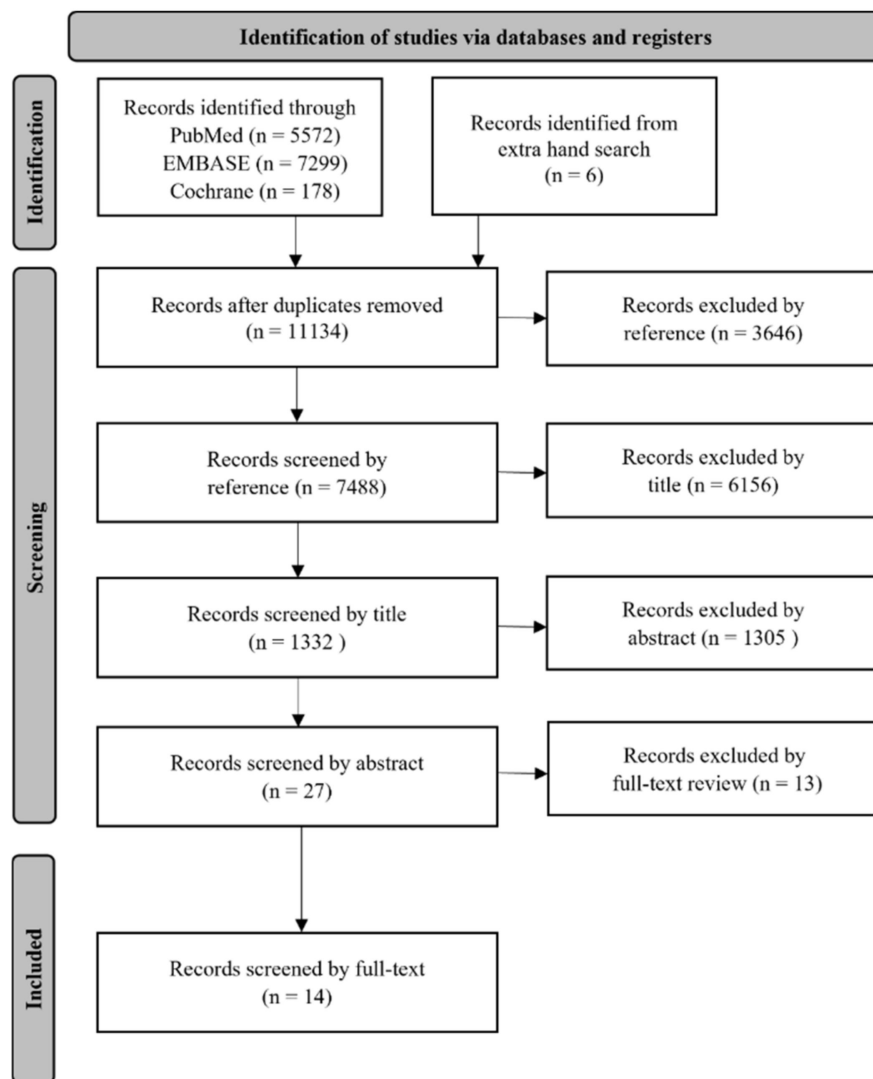 Identification of studies via databases and registers
Identification
Records identified through
PubMed (n = 5572)
EMBASE (n = 7299)
Cochrane (n = 178)
Records identified from
extra hand search
(n = 6)
Screening
Records after duplicates removed
(n = 11134)
Records excluded by
reference (n = 3646)
Records screened by
reference (n = 7488)
Records excluded by
title (n = 6156)
Records screened by title
(n = 1332 )
Records excluded by
abstract (n = 1305 )
Records screened by abstract
(n = 27)
Records excluded by
full-text review (n = 13)
Included
Records screened by full-text
(n = 14)